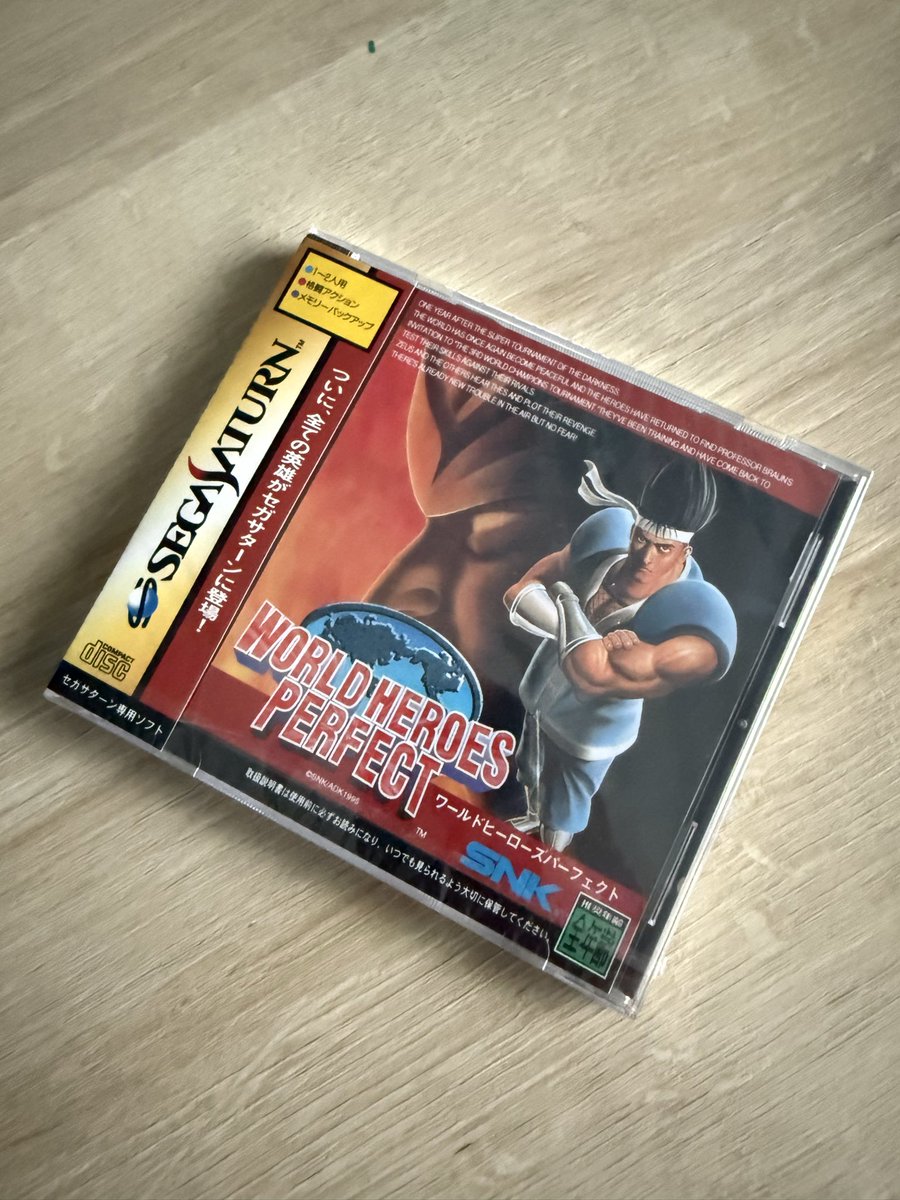 ●1〜2人用
●格闘アクション
●メモリーバックアップ
SEGA SATURN™
COMPACT
disc
セガサターン専用ソフト
ついに、全ての英雄がセガサターンに登場!
ONE YEAR AFTER THE SUPER TOURNAMENT OF THE DARKNESS.
THE WORLD HAS ONCE AGAIN BECOME PEACEFUL AND THE HEROES HAVE RETURNED TO FIND PROFESSOR BRAUN'S
INVITATION TO "THE 3RD WORLD CHAMPIONS TOURNAMENT." THEY'VE BEEN TRAINING AND HAVE COME BACK TO
TEST THEIR SKILLS AGAINST THEIR RIVALS.
ZEUS AND THE OTHERS HEAR THIS AND PLOT THEIR REVENGE.
THERE'S ALREADY NEW TROUBLE IN THE AIR BUT NO FEAR!
WORLD HEROES
PERFECT™
©SNK/ADK1995
ワールドヒーローズパーフェクト
SNK
取扱説明書は使用前に必ずお読みになり、いつでも見られるよう大切に保管してください。
推奨年齢